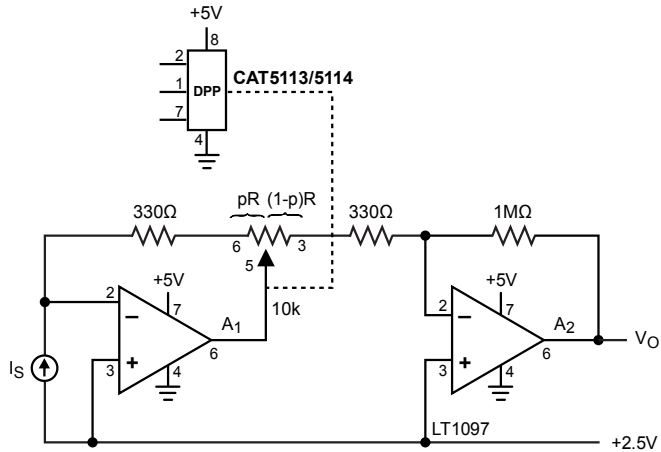 +5V
8
2
CAT5113/5114
1
DPP
7
4
330Ω
pR (1-p)R
330Ω
1MΩ
6
3
5
+5V
+5V
2
7
10k
2
7
−
A1
−
A2
6
6
VO
IS
3
+
4
3
+
4
LT1097
+2.5V